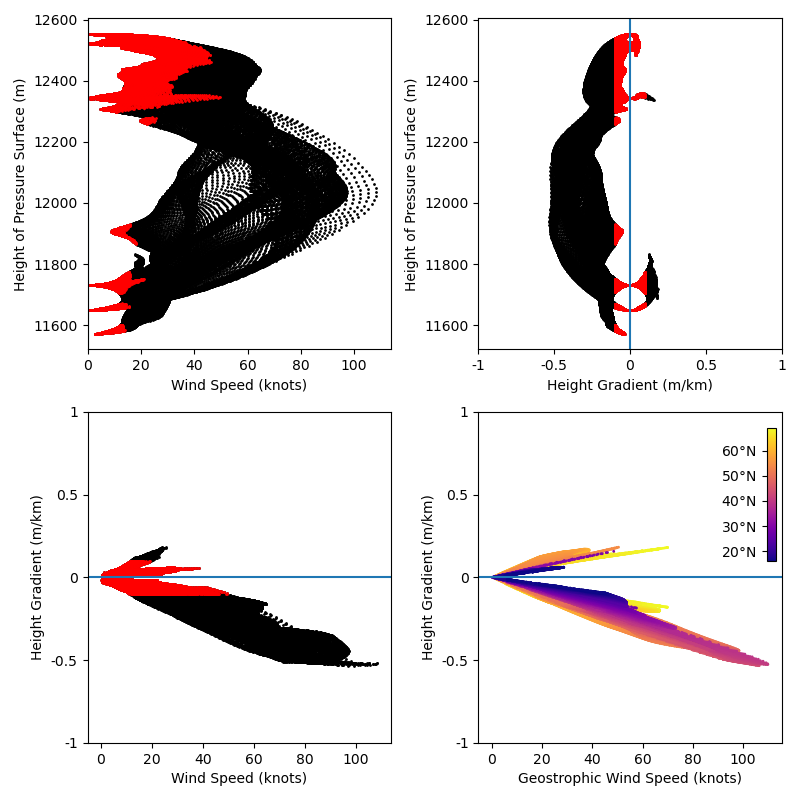 12600
12400
12200
12000
11800
11600
Height of Pressure Surface (m)
0 20 40 60 80 100
Wind Speed (knots)
12600
12400
12200
12000
11800
11600
Height of Pressure Surface (m)
-1 -0.5 0 0.5 1
Height Gradient (m/km)
1
0.5
0
-0.5
-1
Height Gradient (m/km)
0 20 40 60 80 100
Wind Speed (knots)
1
0.5
0
-0.5
-1
Height Gradient (m/km)
60°N
50°N
40°N
30°N
20°N
0 20 40 60 80 100
Geostrophic Wind Speed (knots)